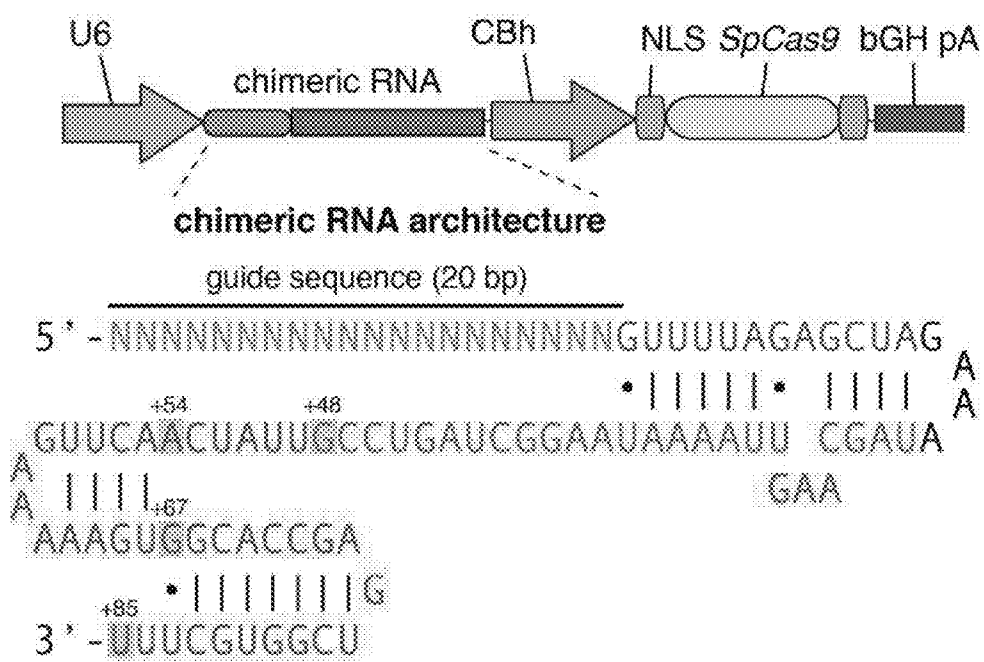 U6
CBh
NLS SpCas9 bGH pA
chimeric RNA
chimeric RNA architecture
guide sequence (20 bp)
5'-NNNNNNNNNNNNNNNNNNNNGUUUUAGAGCUAG
A
A
+54 +48
GUUCAACUAUUGCCUGAUCGGAAUAAAAUU CGAUA
A
A
GAA
+67
AAAGUGGCACCGA
G
+85
3'-UUUCGUGGCU